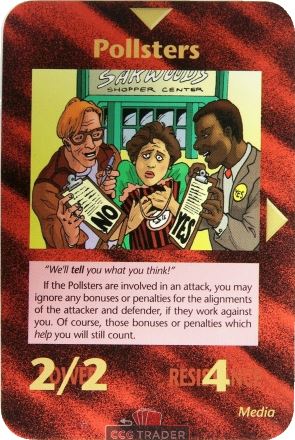 Pollsters
SARWOODS
SHOPPER CENTER
NO
YES
YES
"We'll tell you what you think!"
If the Pollsters are involved in an attack, you may
ignore any bonuses or penalties for the alignments
of the attacker and defender, if they work against
you. Of course, those bonuses or penalties which
help you will still count.
POWER
2/2
RESISTANCE
4
Media
CCG TRADER